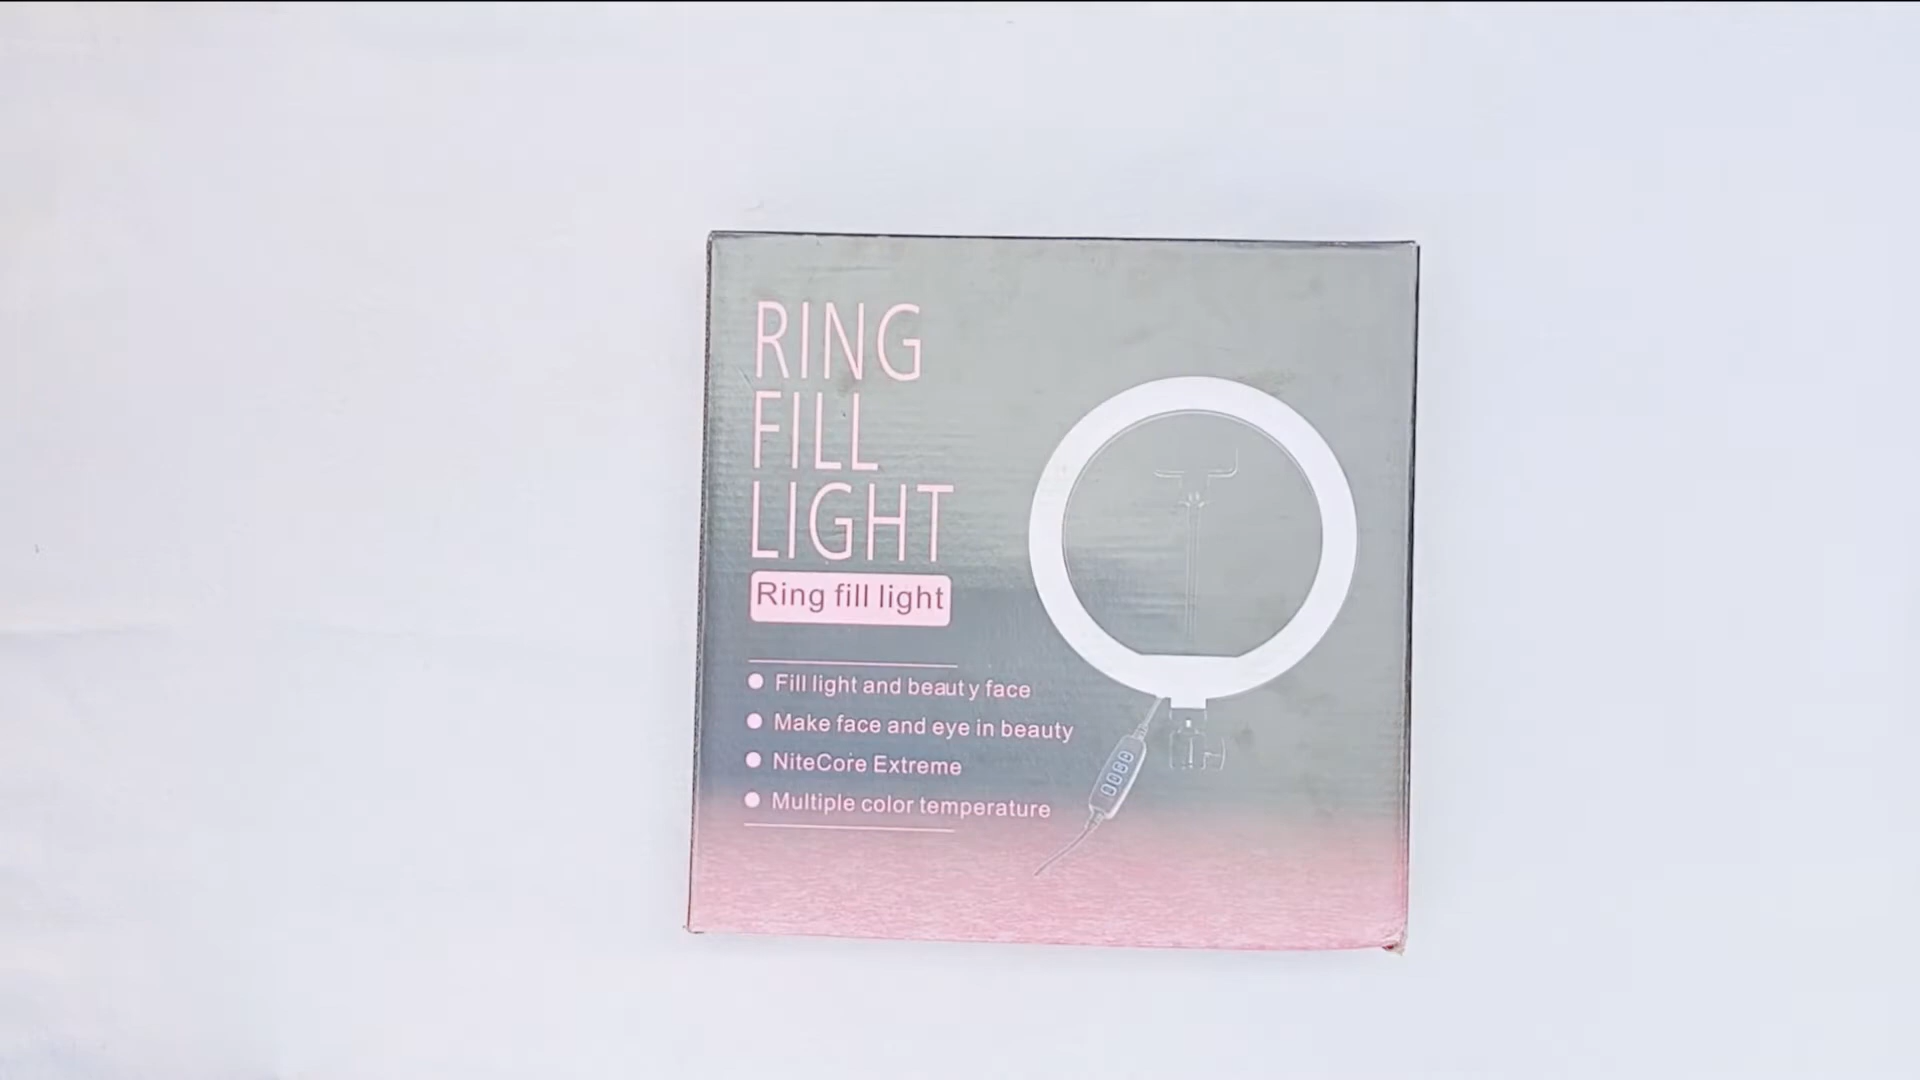 RING
FILL
LIGHT
Ring fill light
Fill light and beauty face
Make face and eye in beauty
NiteCore Extreme
Multiple color temperature